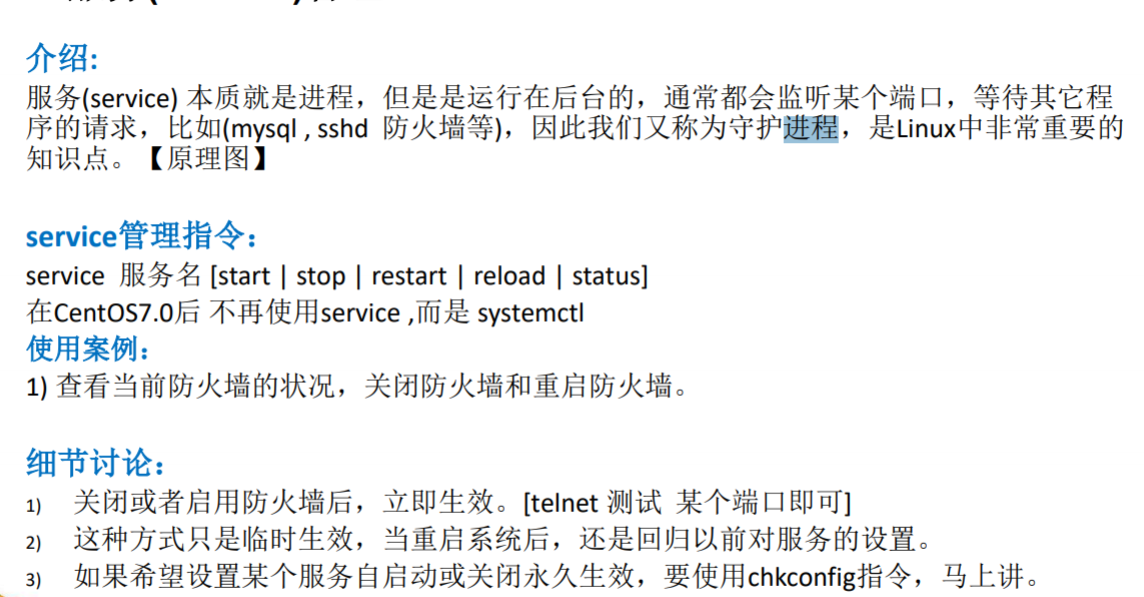 介绍:
服务(service) 本质就是进程，但是是运行在后台的，通常都会监听某个端口，等待其它程
序的请求，比如(mysql , sshd 防火墙等)，因此我们又称为守护进程，是Linux中非常重要的
知识点。【原理图】
service管理指令：
service 服务名 [start | stop | restart | reload | status]
在CentOS7.0后 不再使用service ,而是 systemctl
使用案例：
1) 查看当前防火墙的状况，关闭防火墙和重启防火墙。
细节讨论：
1) 关闭或者启用防火墙后，立即生效。[telnet 测试 某个端口即可]
2) 这种方式只是临时生效，当重启系统后，还是回归以前对服务的设置。
3) 如果希望设置某个服务自启动或关闭永久生效，要使用chkconfig指令，马上讲。